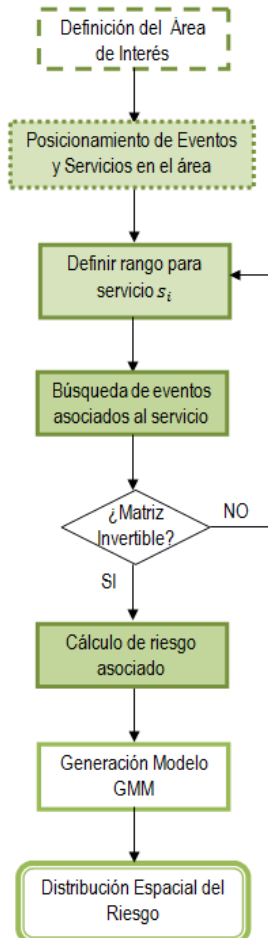 Definición del Área
de Interés
Posicionamiento de Eventos
y Servicios en el área
Definir rango para
servicio s_i
Búsqueda de eventos
asociados al servicio
¿Matriz
Invertible?
NO
SI
Cálculo de riesgo
asociado
Generación Modelo
GMM
Distribución Espacial del
Riesgo